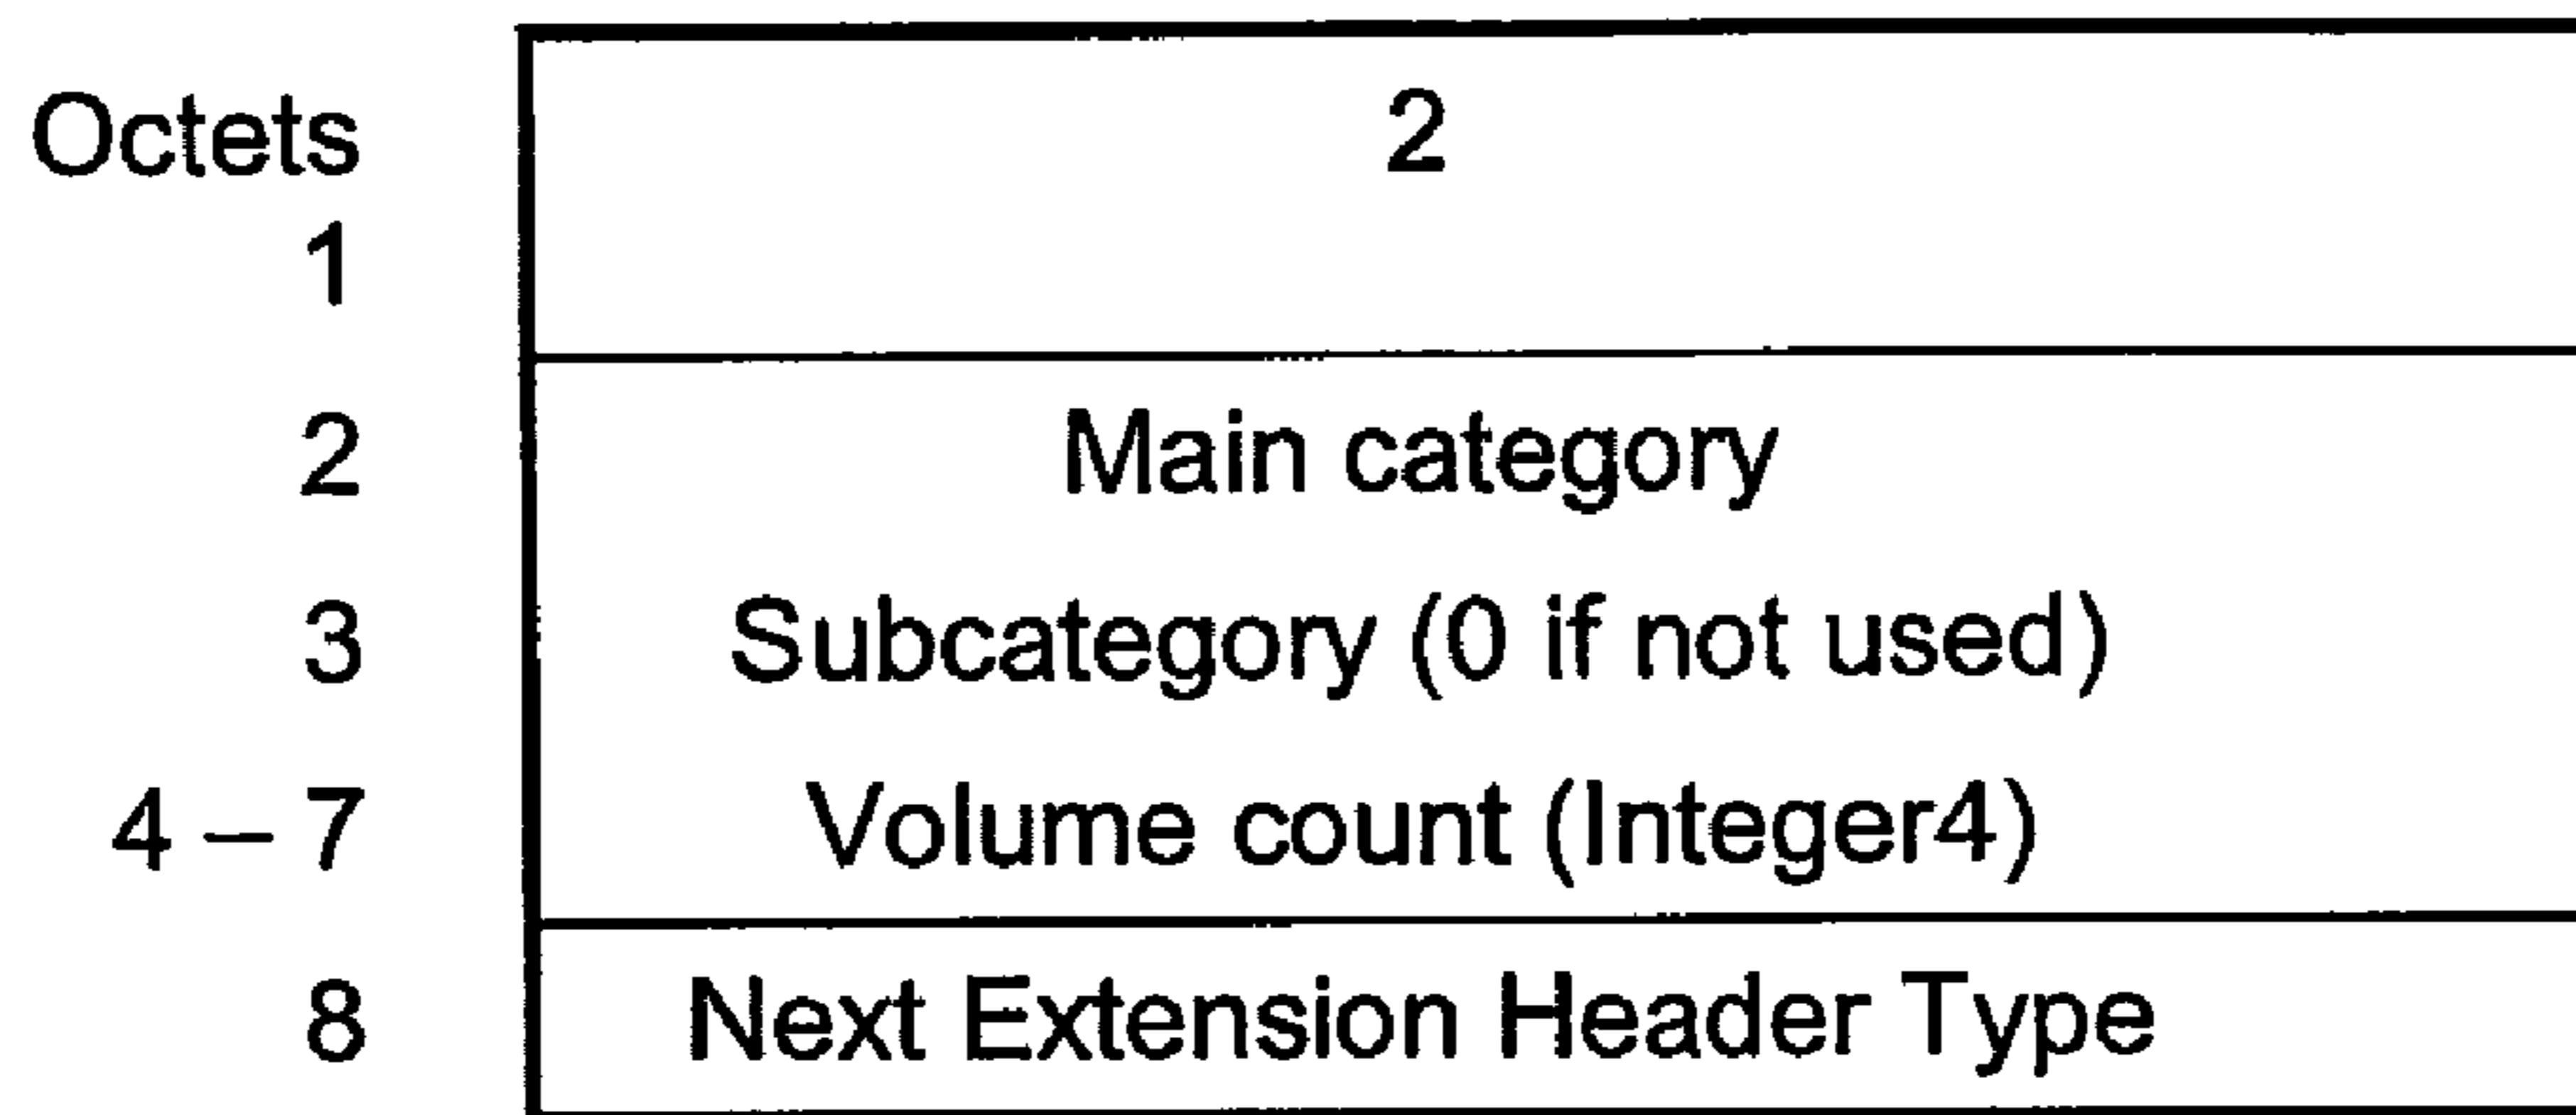 Octets 2
1
2 Main category
3 Subcategory (0 if not used)
4 – 7 Volume count (Integer4)
8 Next Extension Header Type